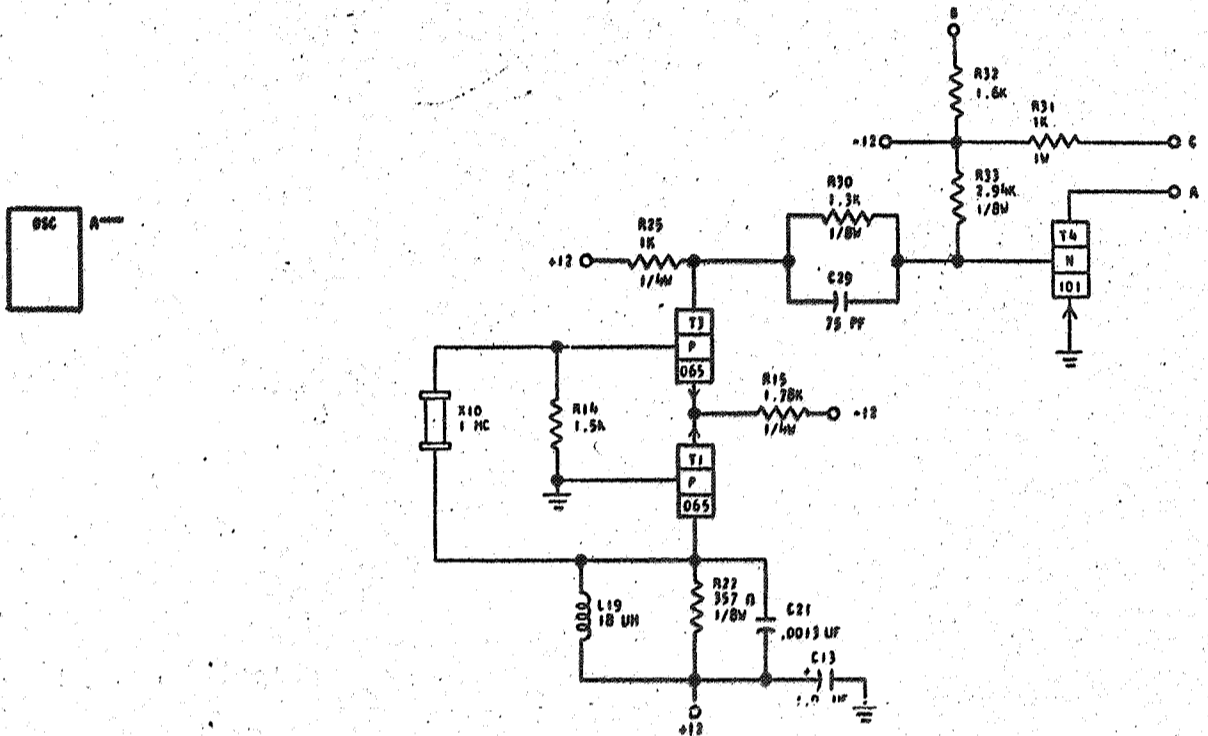 B
R32
1.6K
R31
1K
1W
-12
C
R33
2.94K
1/8W
A
R30
1.3K
1/8W
OSC
A
R25
1K
1/4W
+12
T4
N
101
C29
75 PF
T3
P
065
R15
1.78K
1/4W
-12
X10
1 MC
R14
1.5K
T1
P
065
L19
18 UH
R22
357 Ω
1/8W
C21
.0013 UF
C13
+
UF
+12